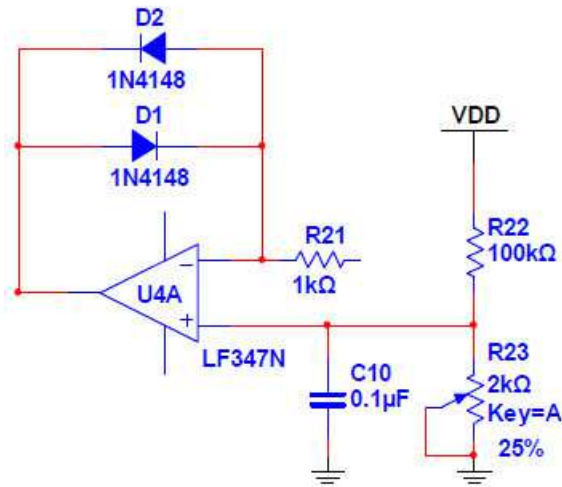 D2
1N4148
D1
1N4148
VDD
R22
100kΩ
R21
1kΩ
U4A
−
+
LF347N
R23
2kΩ
Key=A
25%
C10
0.1µF